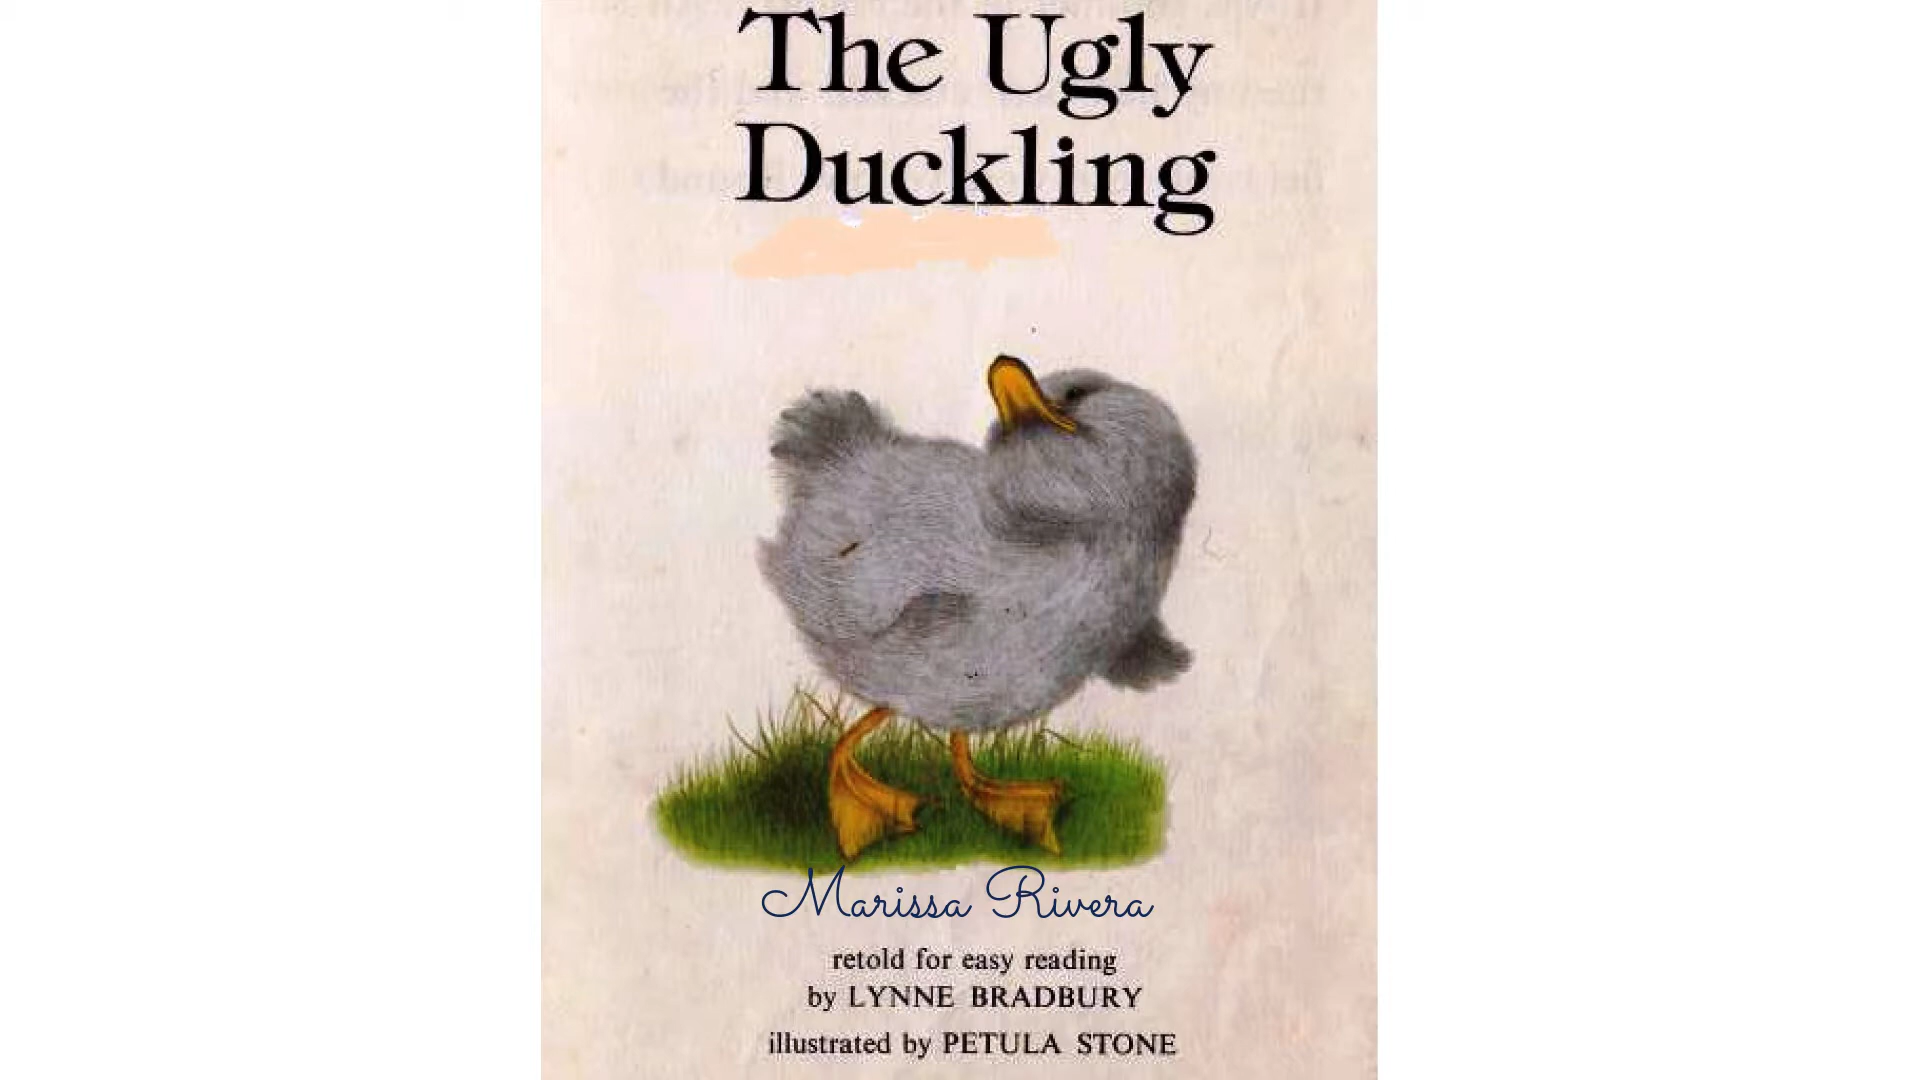 The Ugly
Duckling
Marissa Rivera
retold for easy reading
by LYNNE BRADBURY
illustrated by PETULA STONE